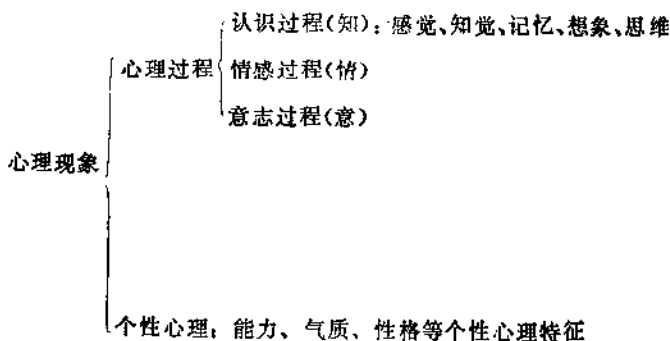 认识过程(知)：感觉、知觉、记忆、想象、思维
心理过程
情感过程(情)
意志过程(意)
心理现象
个性心理：能力、气质、性格等个性心理特征